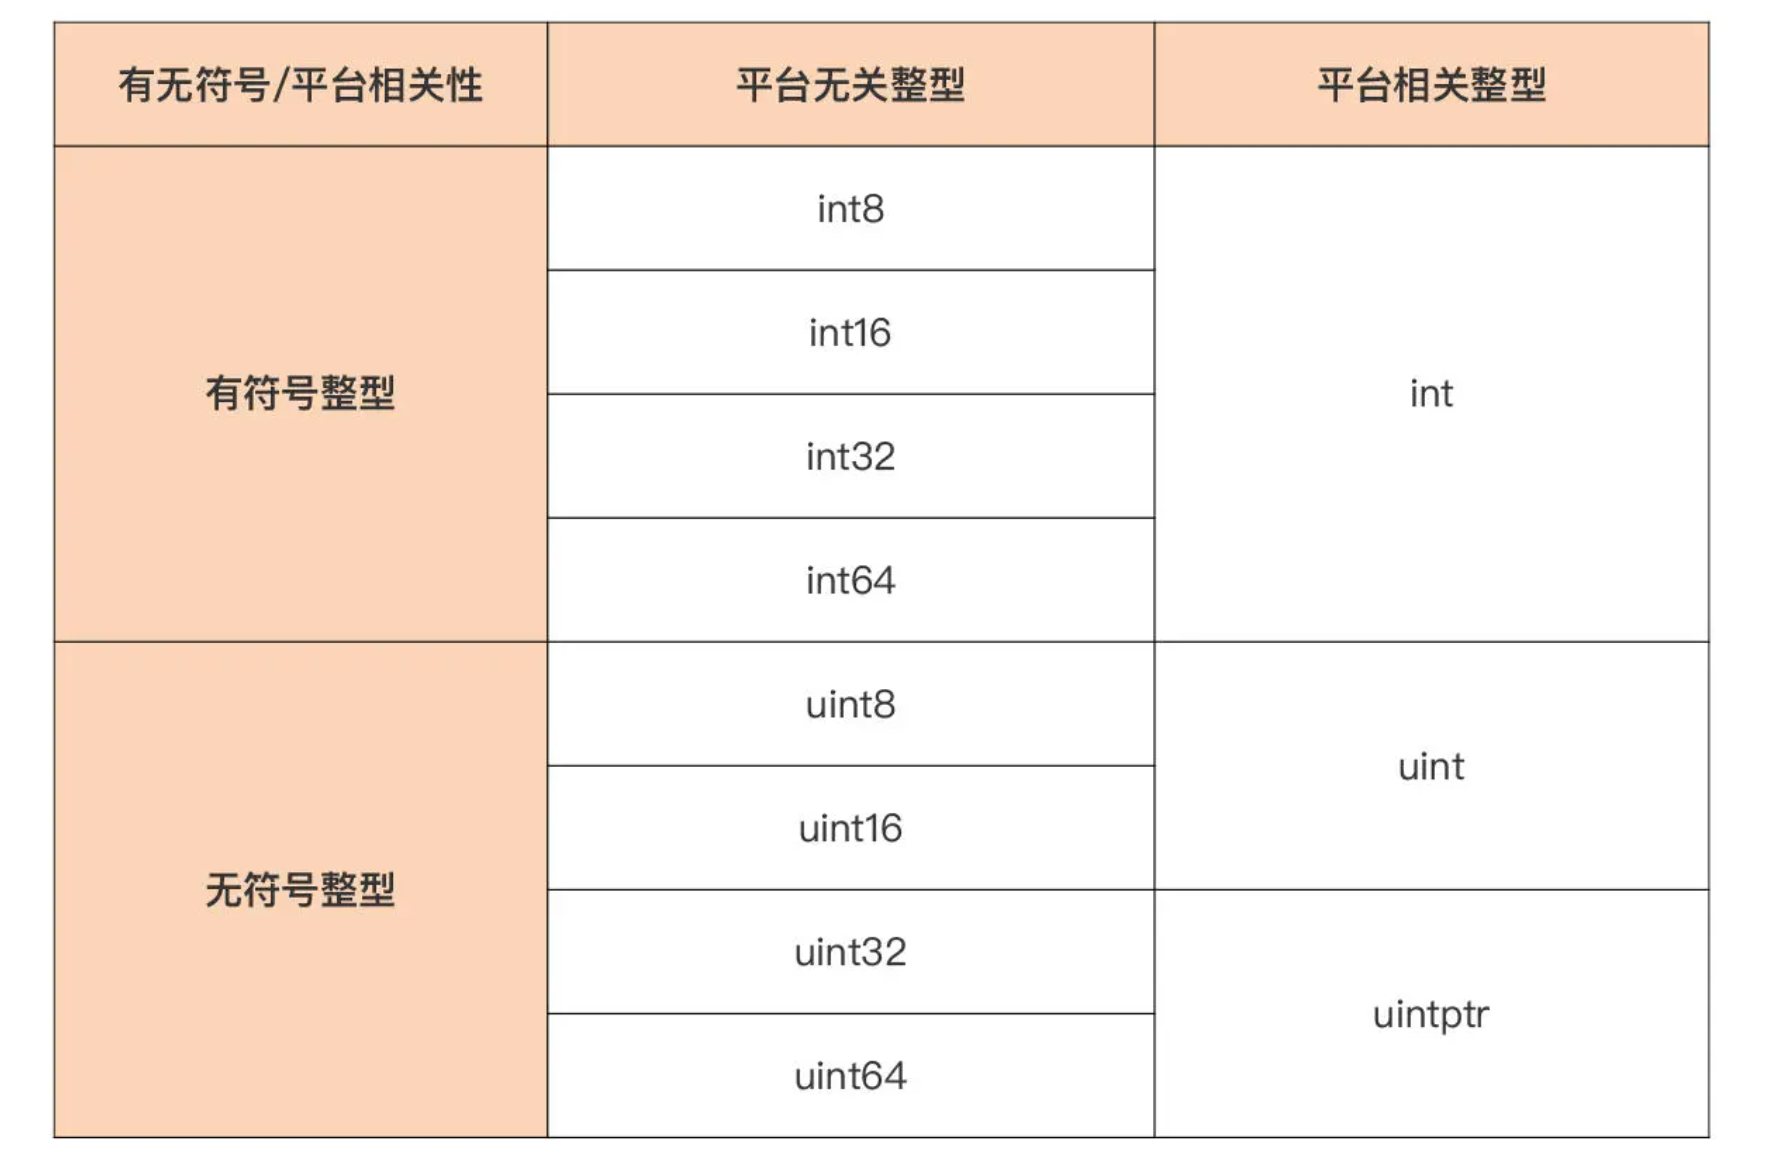 有无符号/平台相关性
平台无关整型
平台相关整型
有符号整型
int8
int16
int32
int64
int
无符号整型
uint8
uint16
uint32
uint64
uint
uintptr